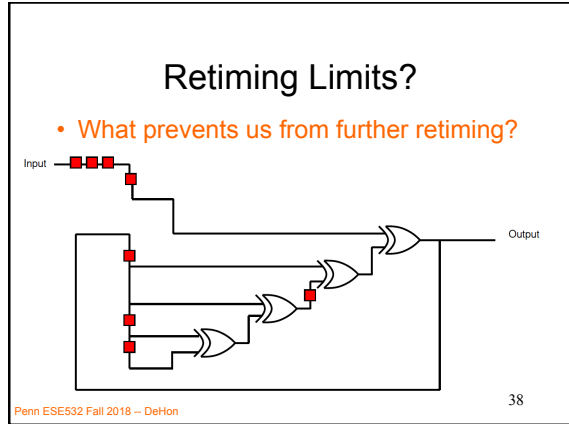 Retiming Limits?
• What prevents us from further retiming?
Input
Output
Penn ESE532 Fall 2018 -- DeHon
38